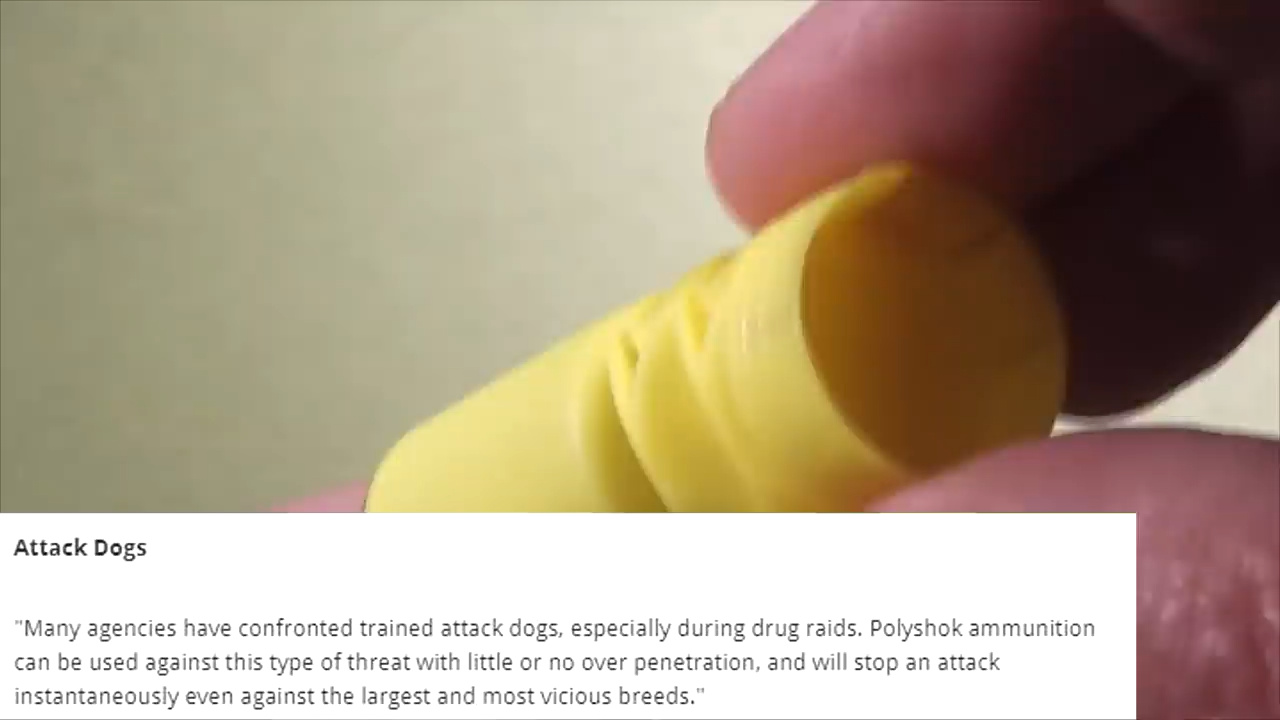 Attack Dogs
"Many agencies have confronted trained attack dogs, especially during drug raids. Polyshok ammunition
can be used against this type of threat with little or no over penetration, and will stop an attack
instantaneously even against the largest and most vicious breeds."